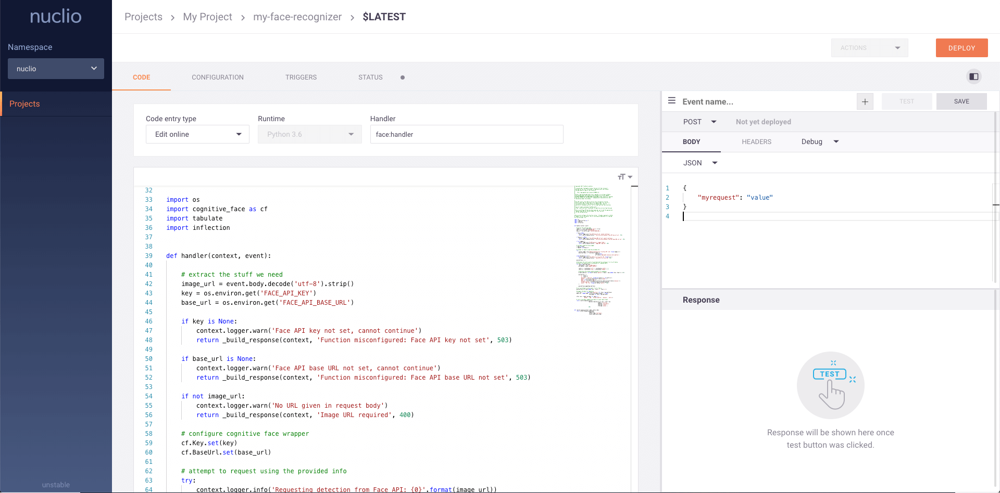 nuclio
Namespace
nuclio
Projects
unstable
Projects > My Project > my-face-recognizer > $LATEST
ACTIONS
DEPLOY
CODE
CONFIGURATION
TRIGGERS
STATUS
Code entry type
Runtime
Handler
Edit online
Python 3.6
face:handler
32
33 import os
34 import cognitive_face as cf
35 import tabulate
36 import inflection
37
38
39 def handler(context, event):
40
41     # extract the stuff we need
42     image_url = event.body.decode('utf-8').strip()
43     key = os.environ.get('FACE_API_KEY')
44     base_url = os.environ.get('FACE_API_BASE_URL')
45
46     if key is None:
47         context.logger.warn('Face API key not set, cannot continue')
48         return _build_response(context, 'Function misconfigured: Face API key not set', 503)
49
50     if base_url is None:
51         context.logger.warn('Face API base URL not set, cannot continue')
52         return _build_response(context, 'Function misconfigured: Face API base URL not set', 503)
53
54     if not image_url:
55         context.logger.warn('No URL given in request body')
56         return _build_response(context, 'Image URL required', 400)
57
58     # configure cognitive face wrapper
59     cf.Key.set(key)
60     cf.BaseUrl.set(base_url)
61
62     # attempt to request using the provided info
63     try:
64         context.logger.info('Requesting detection from Face API: {0}'.format(image_url))
Event name...
+
TEST
SAVE
POST
Not yet deployed
BODY
HEADERS
Debug
JSON
1 {
2     "myrequest": "value"
3 }
4
Response
TEST
Response will be shown here once
test button was clicked.